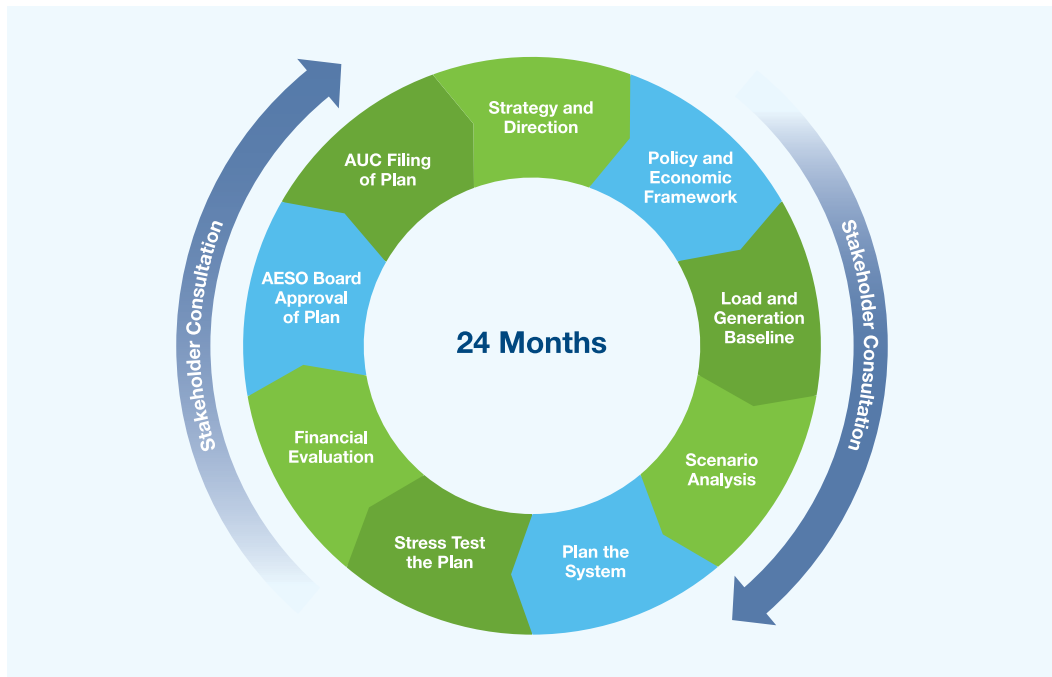 Strategy and
Direction
Policy and
Economic
Framework
Load and
Generation
Baseline
Scenario
Analysis
Plan the
System
Stress Test
the Plan
Financial
Evaluation
AESO Board
Approval
of Plan
AUC Filing
of Plan
24 Months
Stakeholder Consultation
Stakeholder Consultation